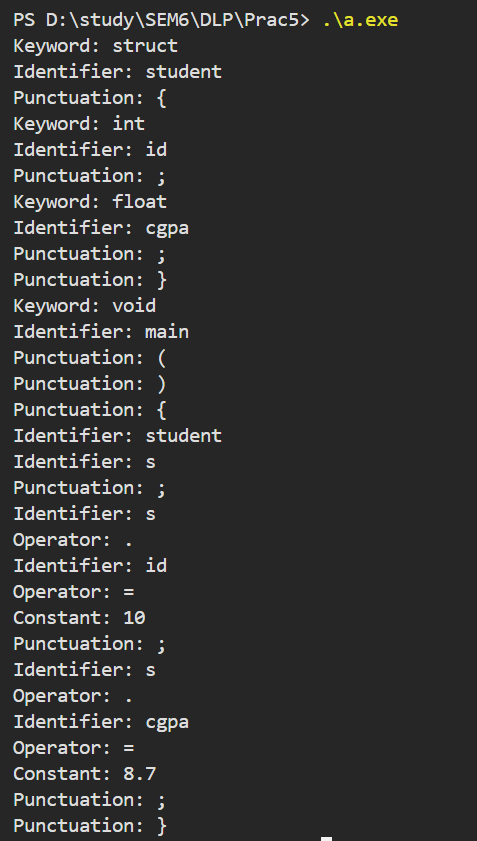 PS D:\study\SEM6\DLP\Prac5> .\a.exe
Keyword: struct
Identifier: student
Punctuation: {
Keyword: int
Identifier: id
Punctuation: ;
Keyword: float
Identifier: cgpa
Punctuation: ;
Punctuation: }
Keyword: void
Identifier: main
Punctuation: (
Punctuation: )
Punctuation: {
Identifier: student
Identifier: s
Punctuation: ;
Identifier: s
Operator: .
Identifier: id
Operator: =
Constant: 10
Punctuation: ;
Identifier: s
Operator: .
Identifier: cgpa
Operator: =
Constant: 8.7
Punctuation: ;
Punctuation: }